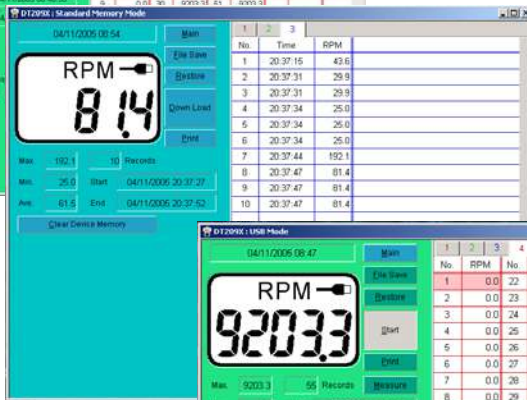 9 0.0 30 9203.3 51 9203.3
DT209X : Standard Memory Mode
04/11/2005 08:54 Main
File Save
RPM
Restore
81.4
Down Load
Print
Max. 192.1 10 Records
Min. 25.0 Start 04/11/2005 20:37:27
Ave. 61.5 End 04/11/2005 20:37:52
Clear Device Memory
1 2 3
No. Time RPM
1 20:37:15 43.6
2 20:37:31 29.9
3 20:37:31 29.9
4 20:37:34 25.0
5 20:37:34 25.0
6 20:37:34 25.0
7 20:37:44 192.1
8 20:37:47 81.4
9 20:37:47 81.4
10 20:37:47 81.4
DT209X : USB Mode
04/11/2005 08:47 Main
File Save
RPM
Restore
9203.3
Start
Print
Max. 9203.3 55 Records Measure
1 2 3 4
No. RPM No.
1 0.0 22
2 0.0 23
3 0.0 24
4 0.0 25
5 0.0 26
6 0.0 27
7 0.0 28
8 0.0 29